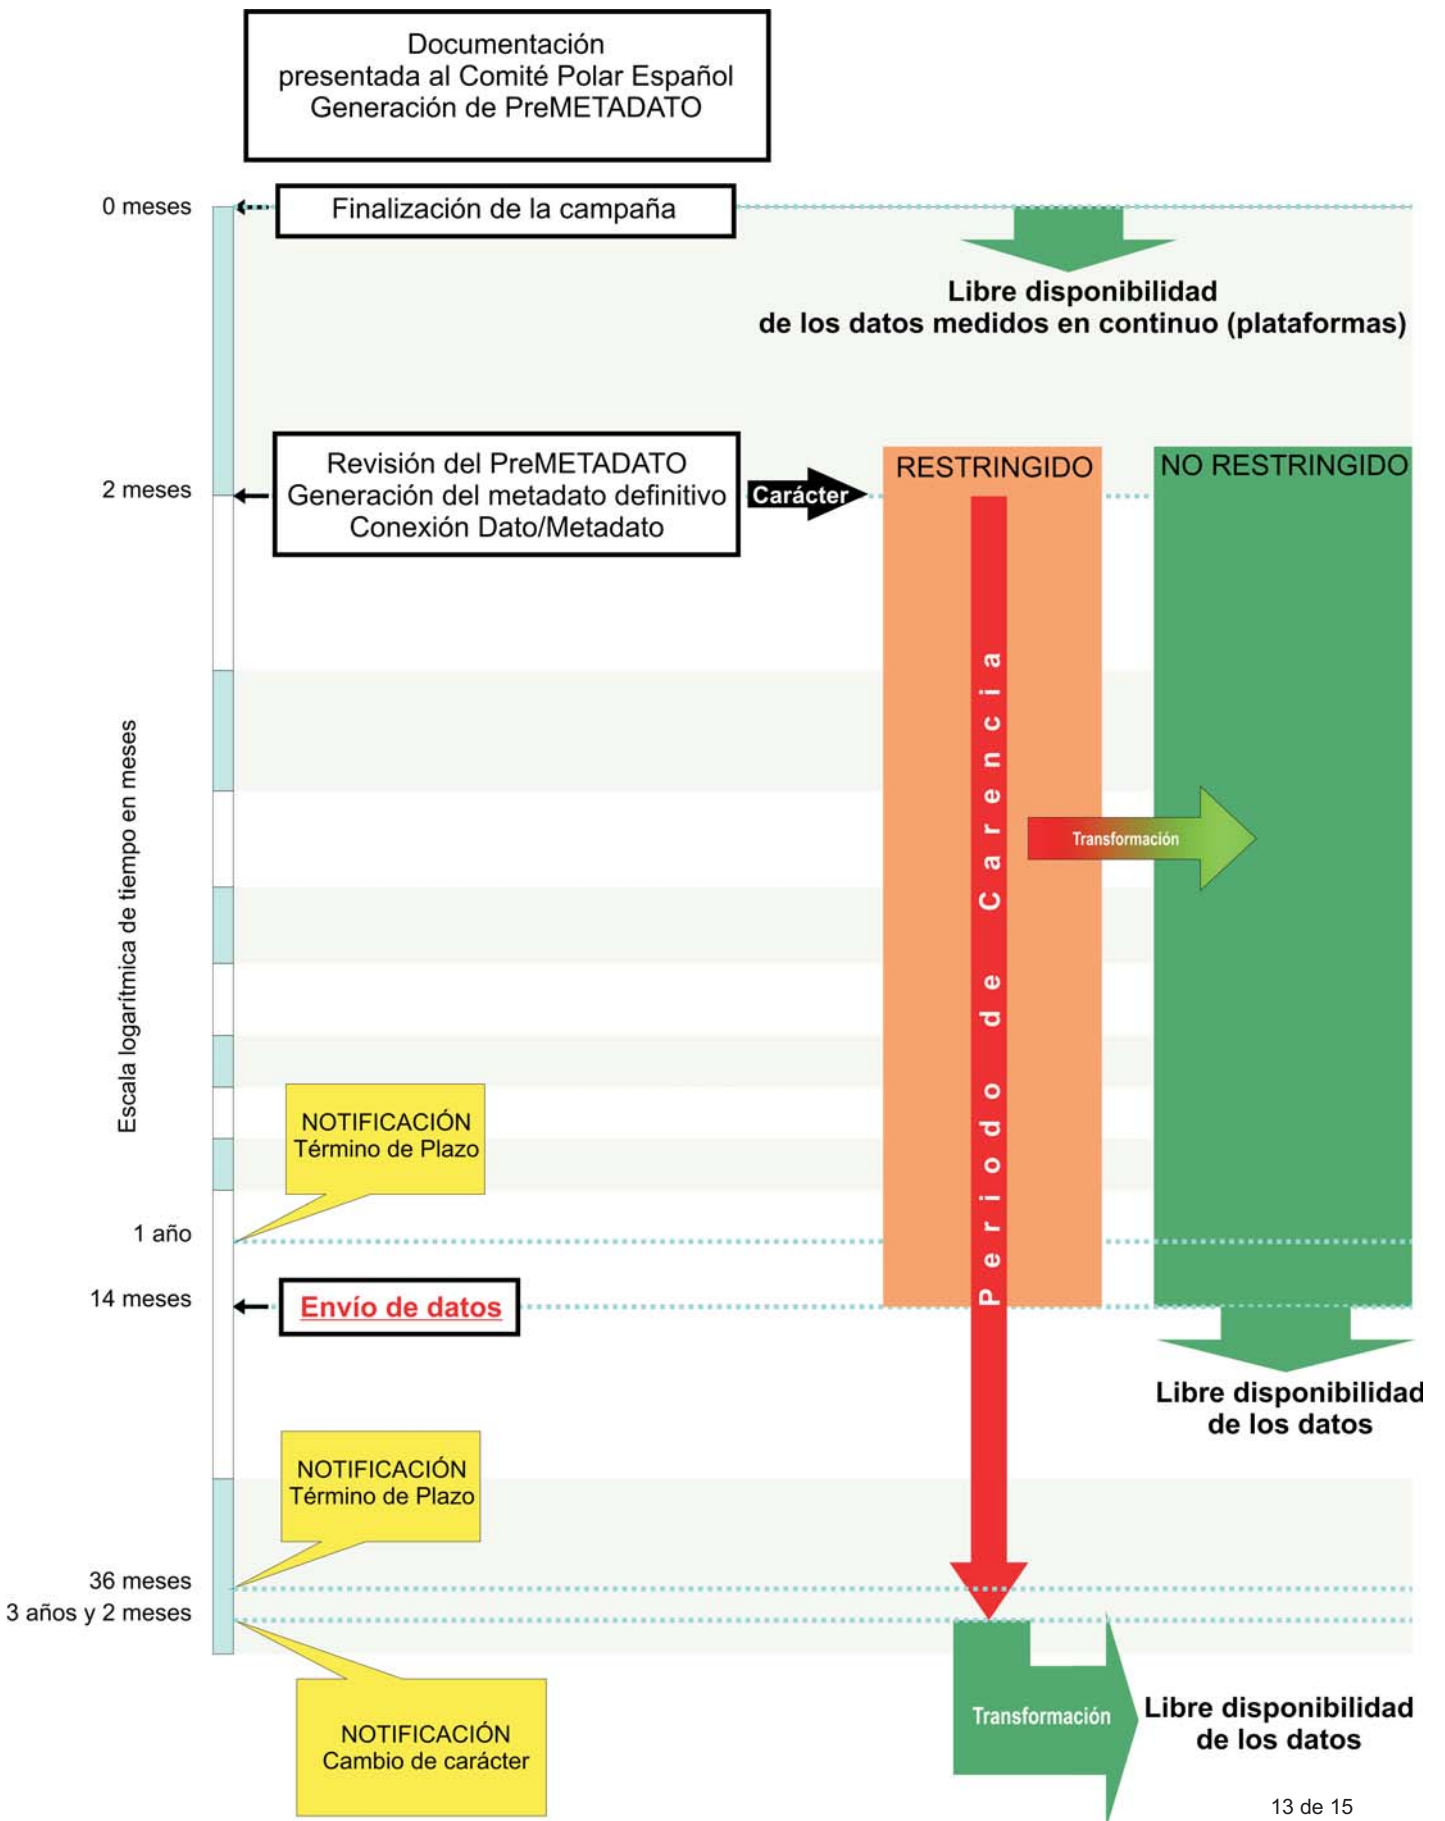 Documentación
presentada al Comité Polar Español
Generación de PreMETADATO
0 meses
Finalización de la campaña
Libre disponibilidad
de los datos medidos en continuo (plataformas)
2 meses
Revisión del PreMETADATO
Generación del metadato definitivo
Conexión Dato/Metadato
Carácter
RESTRINGIDO
NO RESTRINGIDO
Periodo de Carencia
Transformación
Escala logarítmica de tiempo en meses
NOTIFICACIÓN
Término de Plazo
1 año
14 meses
Envío de datos
Libre disponibilidad
de los datos
NOTIFICACIÓN
Término de Plazo
36 meses
3 años y 2 meses
NOTIFICACIÓN
Cambio de carácter
Transformación
Libre disponibilidad
de los datos
13 de 15